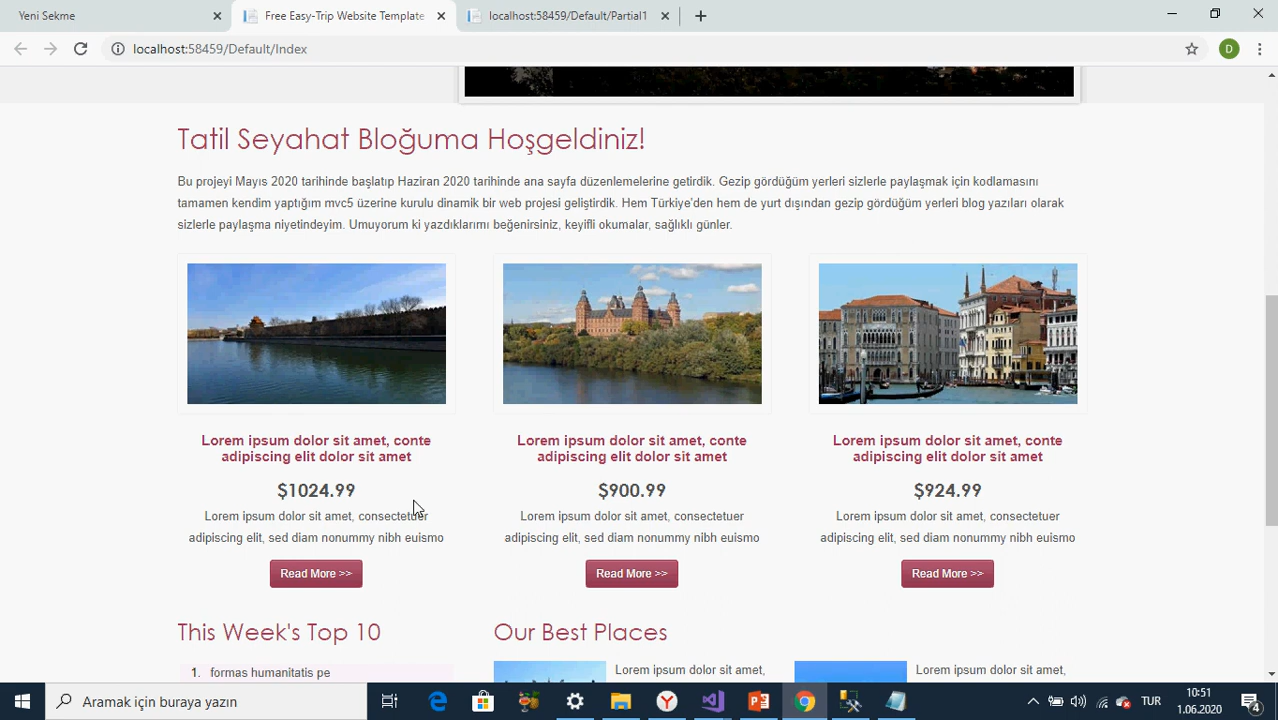 Yeni Sekme
Free Easy-Trip Website Template
localhost:58459/Default/Partial1
localhost:58459/Default/Index
D
Tatil Seyahat Bloğuma Hoşgeldiniz!
Bu projeyi Mayıs 2020 tarihinde başlatıp Haziran 2020 tarihinde ana sayfa düzenlemelerine getirdik. Gezip gördüğüm yerleri sizlerle paylaşmak için kodlamasını
tamamen kendim yaptığım mvc5 üzerine kurulu dinamik bir web projesi geliştirdik. Hem Türkiye'den hem de yurt dışından gezip gördüğüm yerleri blog yazıları olarak
sizlerle paylaşma niyetindeyim. Umuyorum ki yazdıklarımı beğenirsiniz, keyifli okumalar, sağlıklı günler.
Lorem ipsum dolor sit amet, conte
adipiscing elit dolor sit amet
$1024.99
Lorem ipsum dolor sit amet, consectetuer
adipiscing elit, sed diam nonummy nibh euismo
Read More >>
Lorem ipsum dolor sit amet, conte
adipiscing elit dolor sit amet
$900.99
Lorem ipsum dolor sit amet, consectetuer
adipiscing elit, sed diam nonummy nibh euismo
Read More >>
Lorem ipsum dolor sit amet, conte
adipiscing elit dolor sit amet
$924.99
Lorem ipsum dolor sit amet, consectetuer
adipiscing elit, sed diam nonummy nibh euismo
Read More >>
This Week's Top 10
1. formas humanitatis pe
Our Best Places
Lorem ipsum dolor sit amet,
Lorem ipsum dolor sit amet,
Aramak için buraya yazın
TUR
10:51
1.06.2020
4